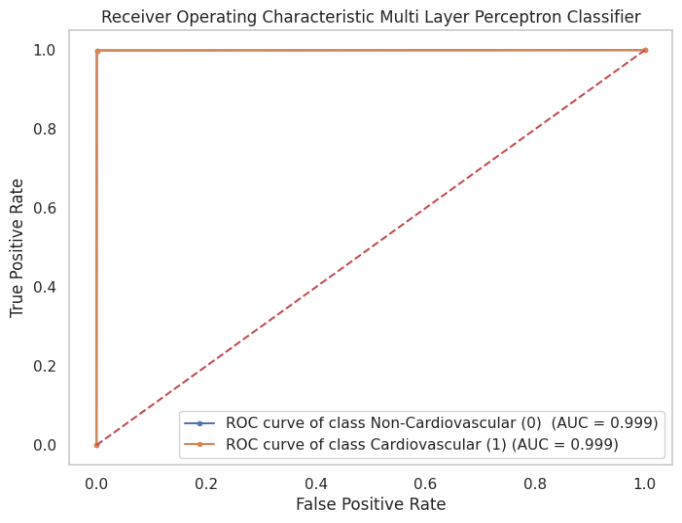 Receiver Operating Characteristic Multi Layer Perceptron Classifier
1.0
0.8
0.6
0.4
0.2
0.0
True Positive Rate
ROC curve of class Non-Cardiovascular (0)  (AUC = 0.999)
ROC curve of class Cardiovascular (1) (AUC = 0.999)
0.0 0.2 0.4 0.6 0.8 1.0
False Positive Rate